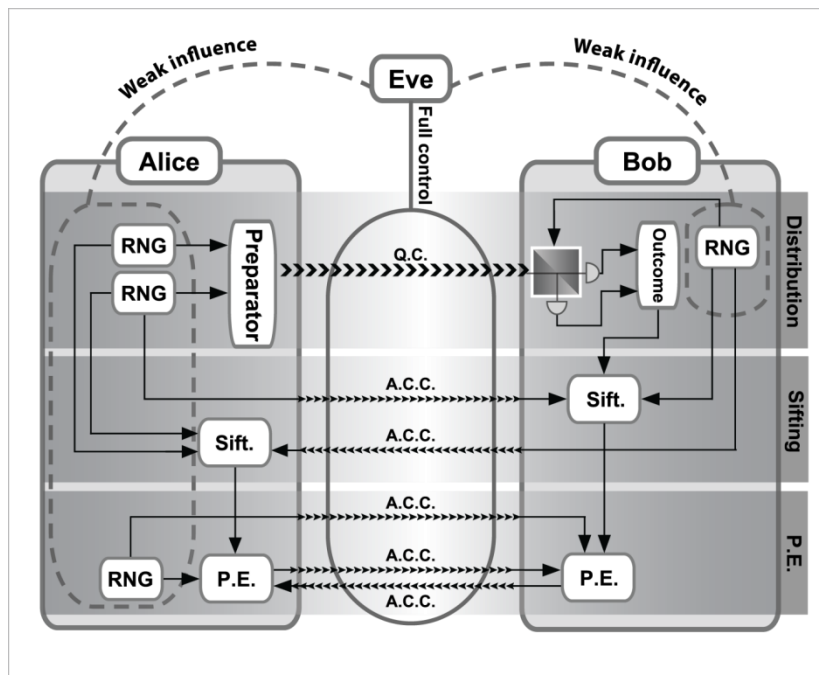 Weak influence
Weak influence
Eve
Full control
Alice
Bob
RNG
RNG
Preparator
Q.C.
Outcome
RNG
Distribution
A.C.C.
Sift.
Sifting
A.C.C.
Sift.
A.C.C.
P.E.
RNG
P.E.
A.C.C.
P.E.
A.C.C.